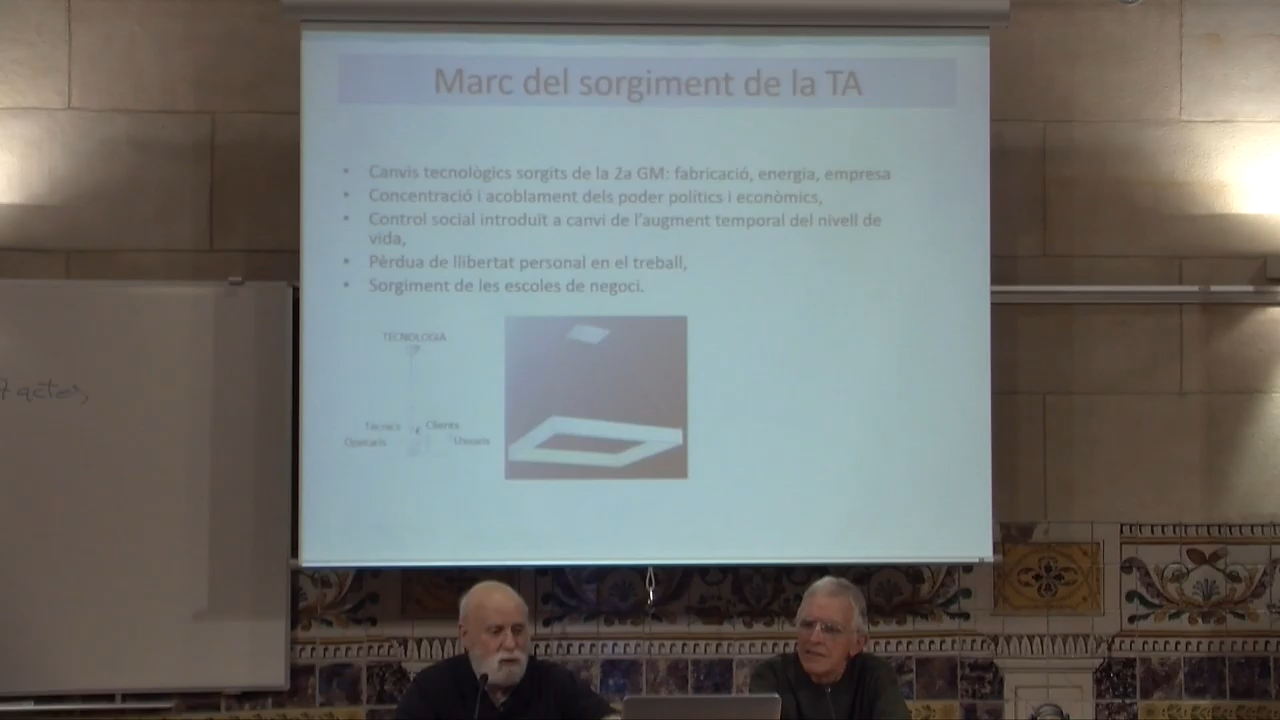 Marc del sorgiment de la TA
• Canvis tecnològics sorgits de la 2a GM: fabricació, energia, empresa
• Concentració i acoblament dels poder polítics i econòmics,
• Control social introduït a canvi de l'augment temporal del nivell de
vida,
• Pèrdua de llibertat personal en el treball,
• Sorgiment de les escoles de negoci.
TECNOLOGIA
Tècnics Clients
Operaris Usuaris